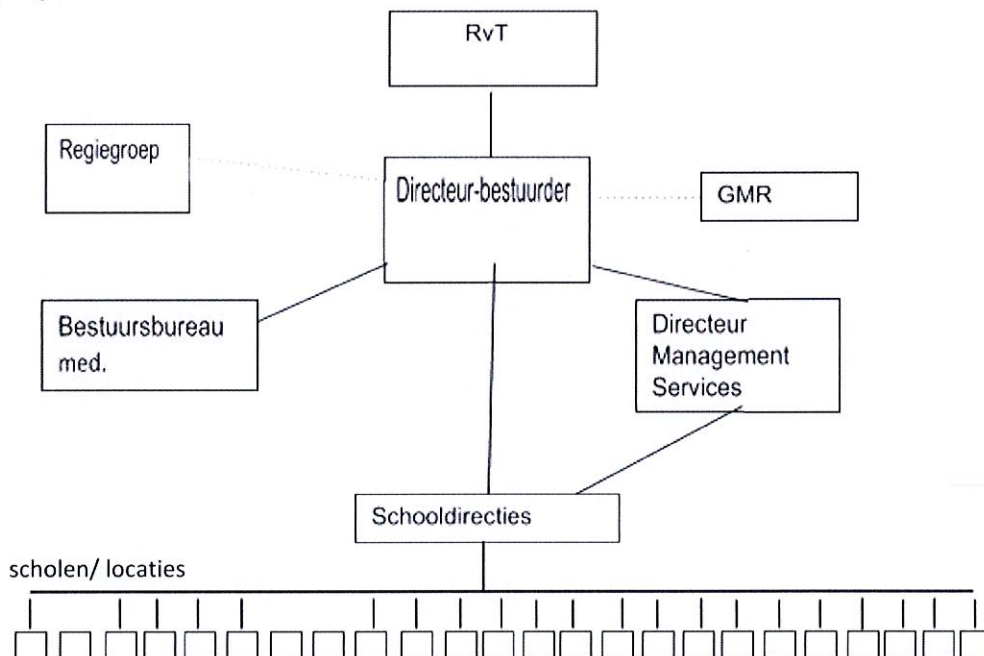 RvT
Regiegroep
Directeur-bestuurder
GMR
Bestuursbureau
med.
Directeur
Management
Services
Schooldirecties
scholen/ locaties